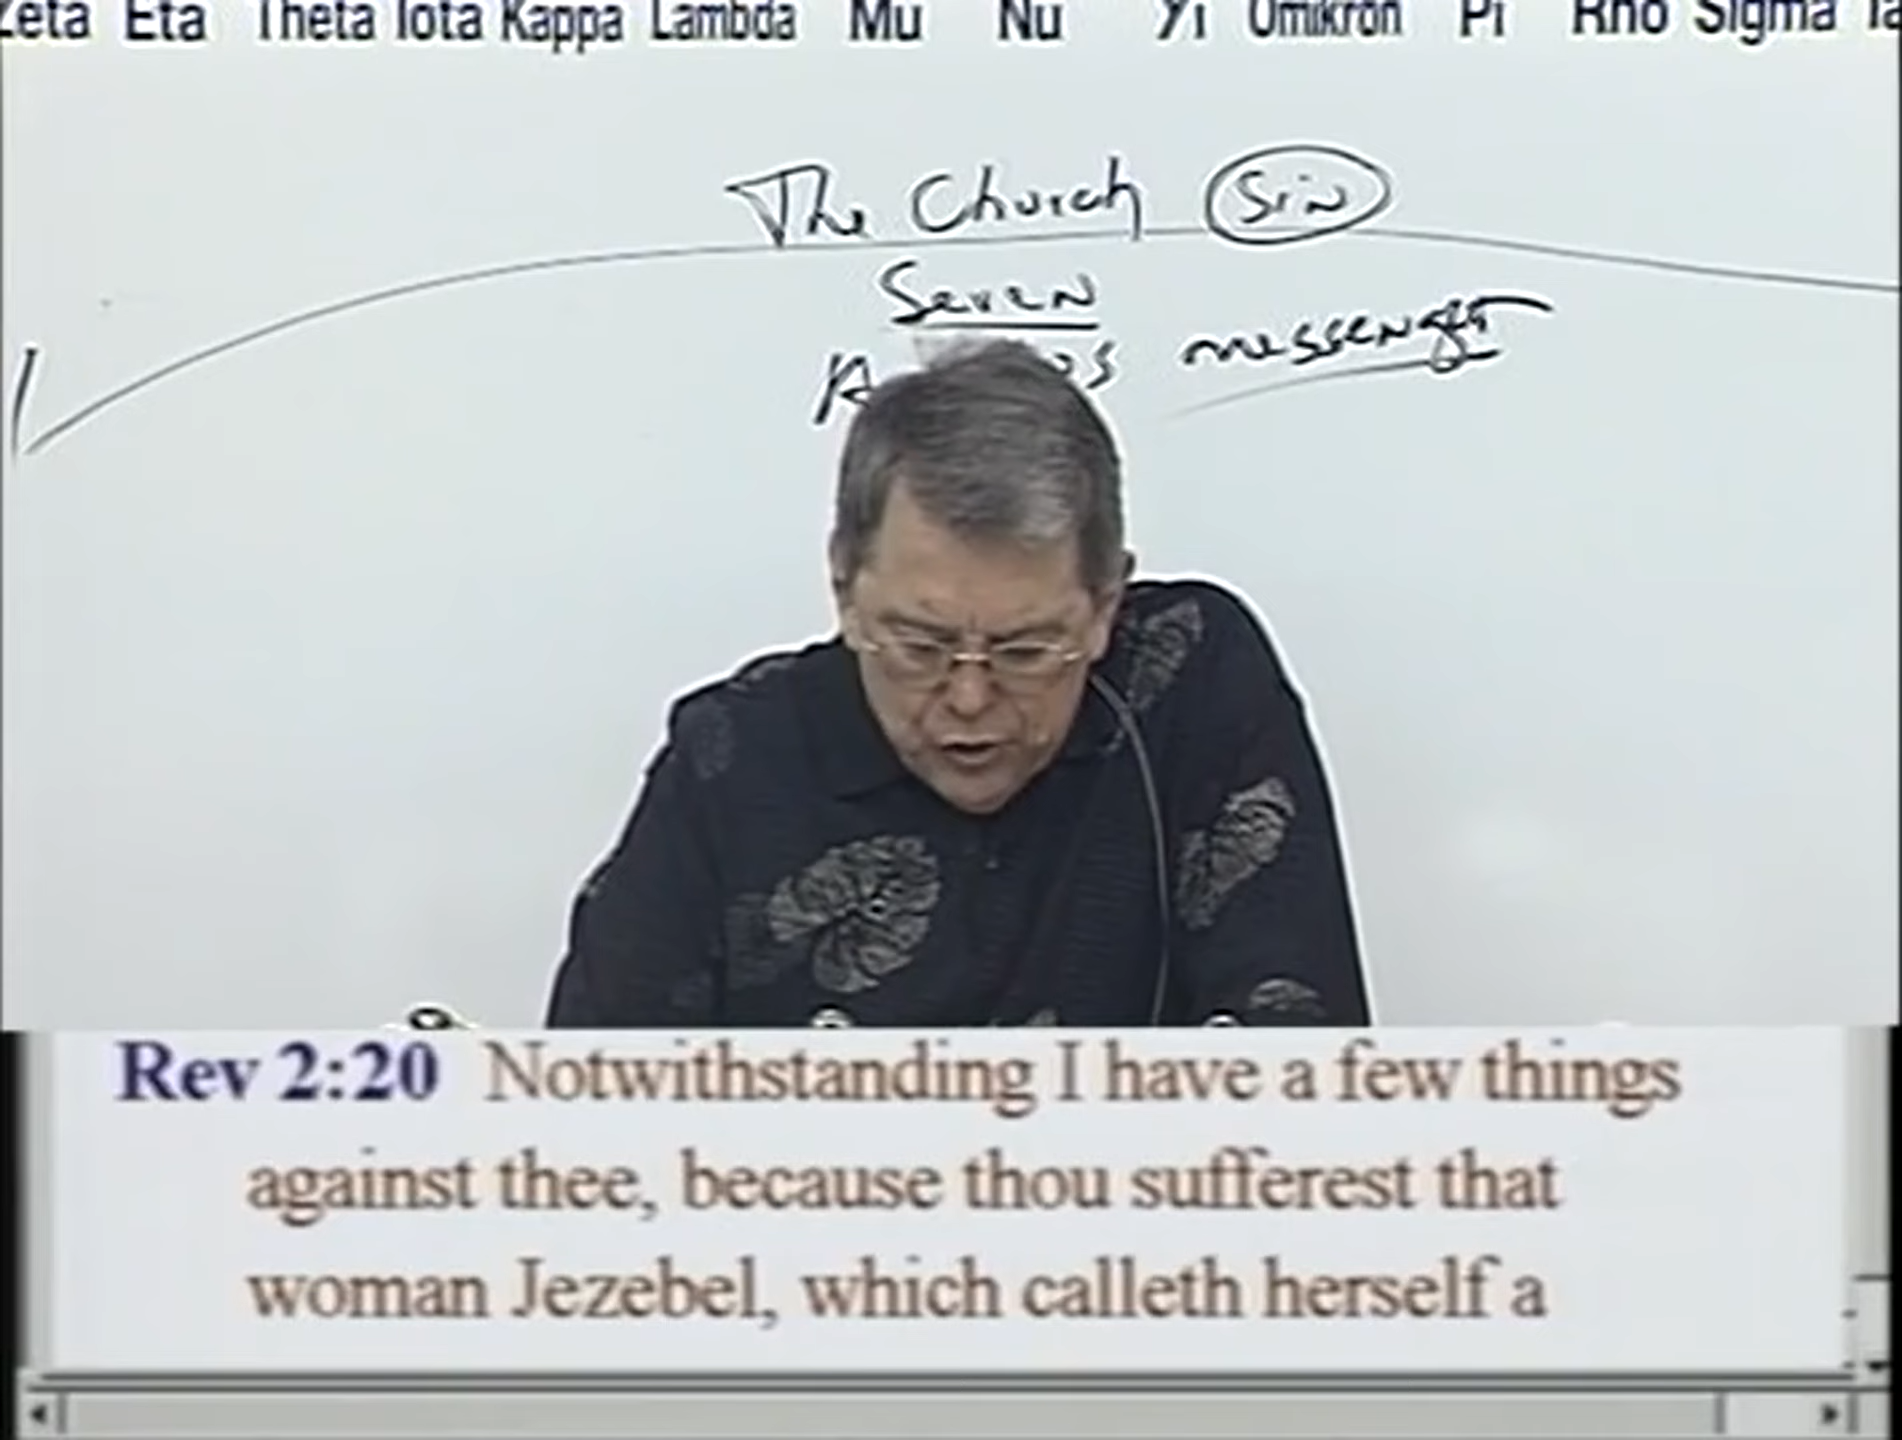 Zeta Eta Theta Iota Kappa Lambda Mu Nu Yi Omikron Pi Rho Sigma
The Church Sin
Seven
messenger
Rev 2:20 Notwithstanding I have a few things
against thee, because thou sufferest that
woman Jezebel, which calleth herself a